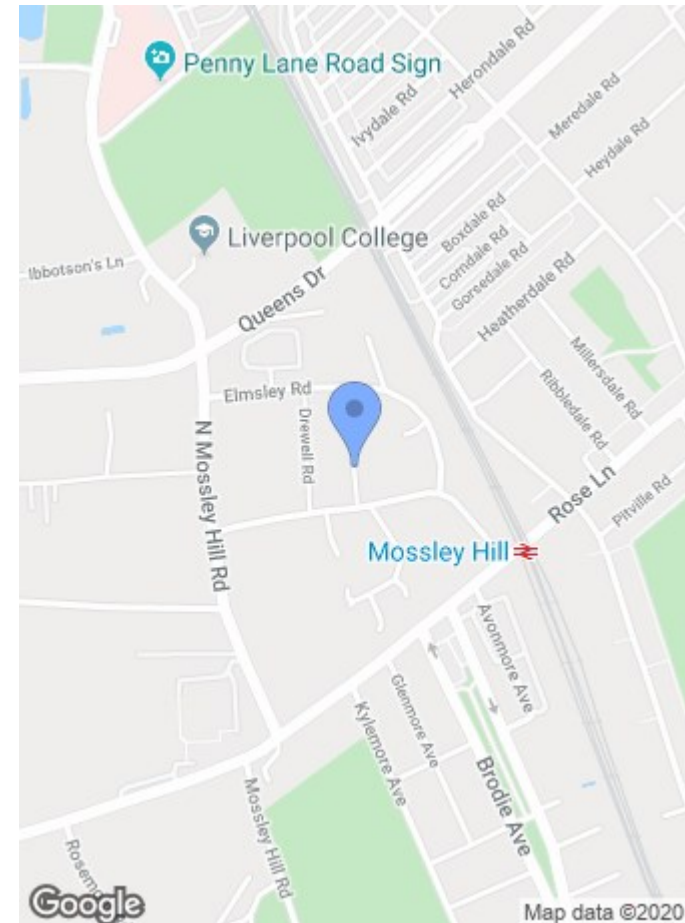 Penny Lane Road Sign
Ivydale Rd
Herondale Rd
Meredale Rd
Heydale Rd
Liverpool College
Ibbotson's Ln
Queens Dr
Boxdale Rd
Corndale Rd
Gorsedale Rd
Heatherdale Rd
Elmsley Rd
Drewell Rd
Millersdale Rd
Ribbledale Rd
N Mossley Hill Rd
Rose Ln
Pitville Rd
Mossley Hill
Avonmore Ave
Glenmore Ave
Kylemore Ave
Brodie Ave
Mossley Hill Rd
Google
Map data ©2020